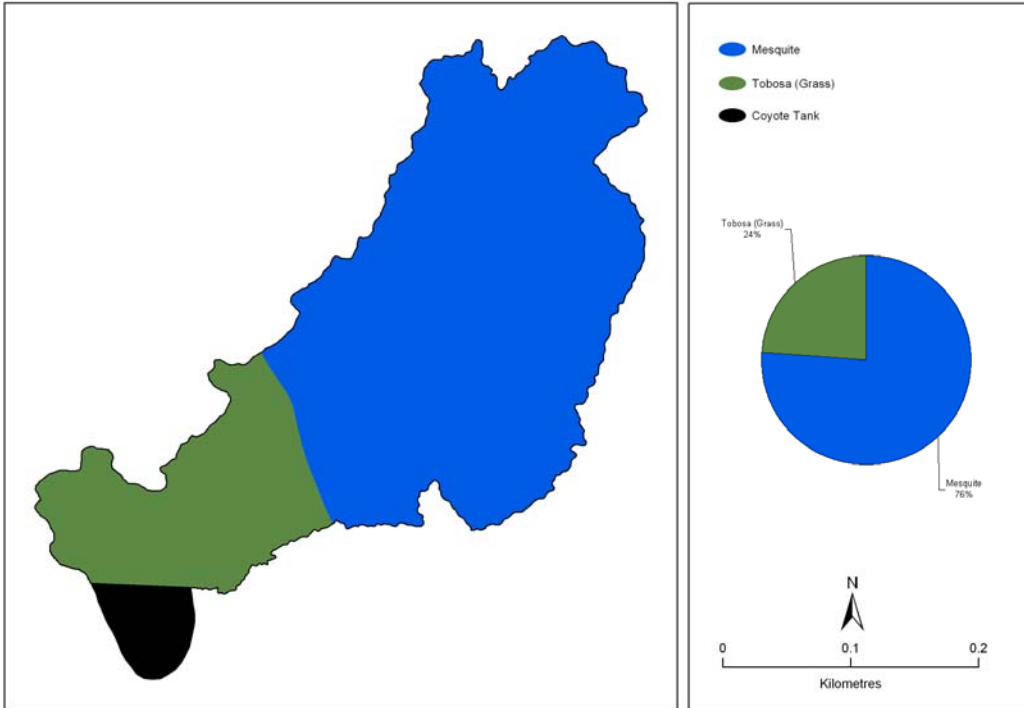 Mesquite
Tobosa (Grass)
Coyote Tank
Tobosa (Grass)
24%
Mesquite
76%
N
0 0.1 0.2
Kilometres